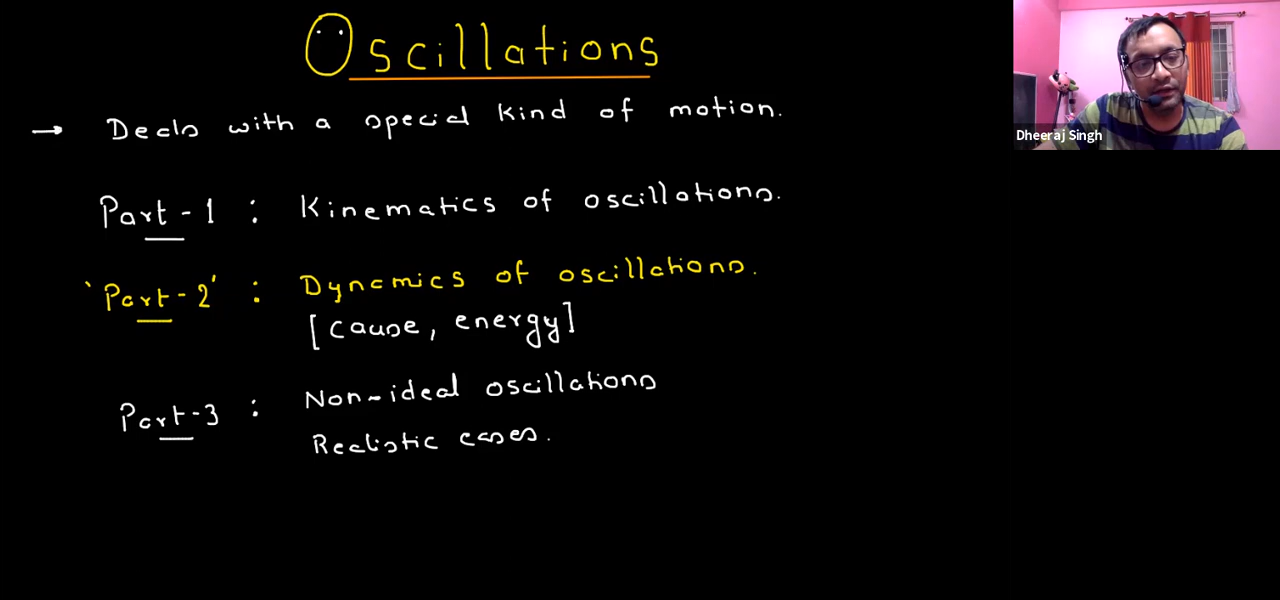 Oscillations
→ Deals with a special kind of motion.
Part-1 : Kinematics of oscillations.
'Part-2' : Dynamics of oscillations.
[cause, energy]
Part-3 : Non-ideal oscillations
Realistic cases.
Dheeraj Singh